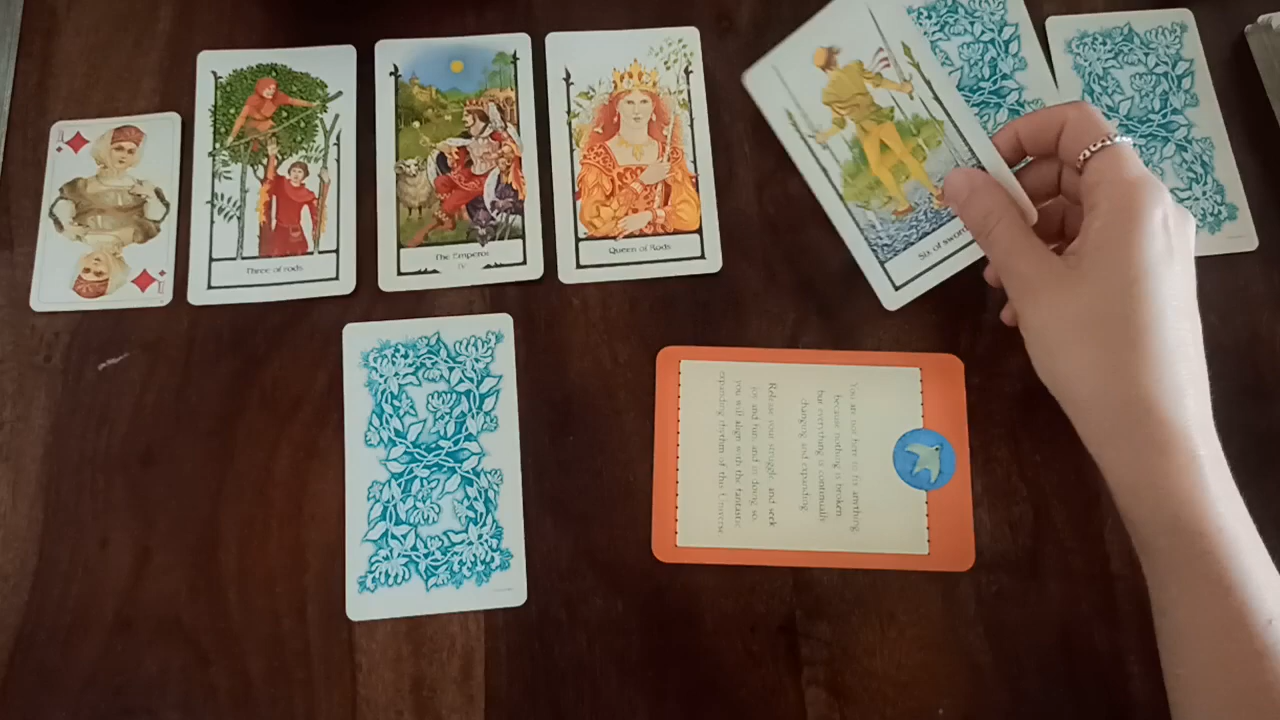 Three of rods
The Emperor
IV
Queen of Rods
Six of sword
You are not here to fix anything
because nothing is broken
but everything is continually
changing and expanding
Release your struggle and seek
joy and fun and in doing so
you will align with the fantastic
expanding rhythm of this Universe